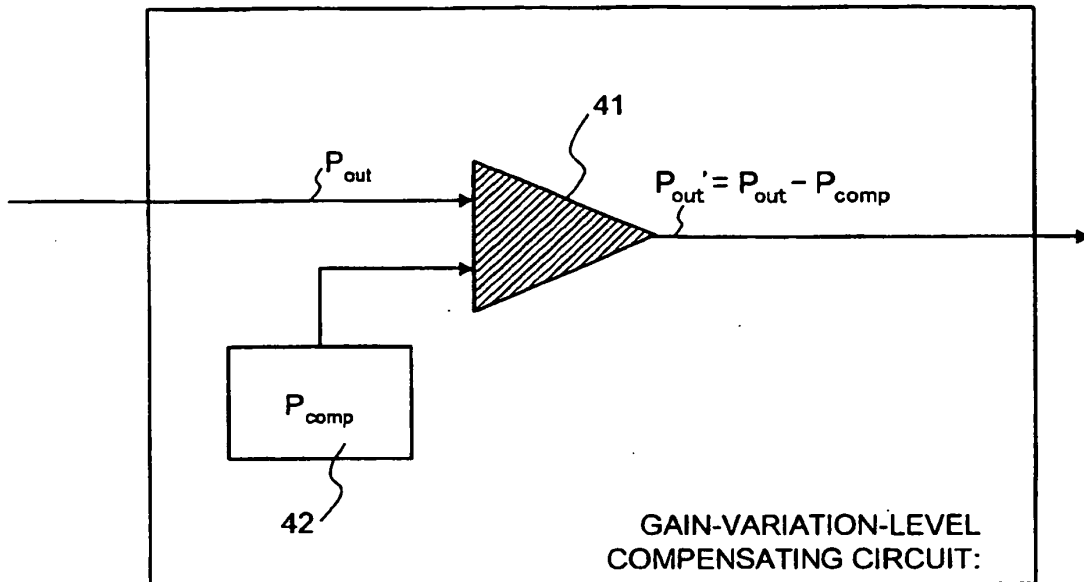 41
P_out
P_out' = P_out − P_comp
P_comp
42
GAIN-VARIATION-LEVEL
COMPENSATING CIRCUIT: